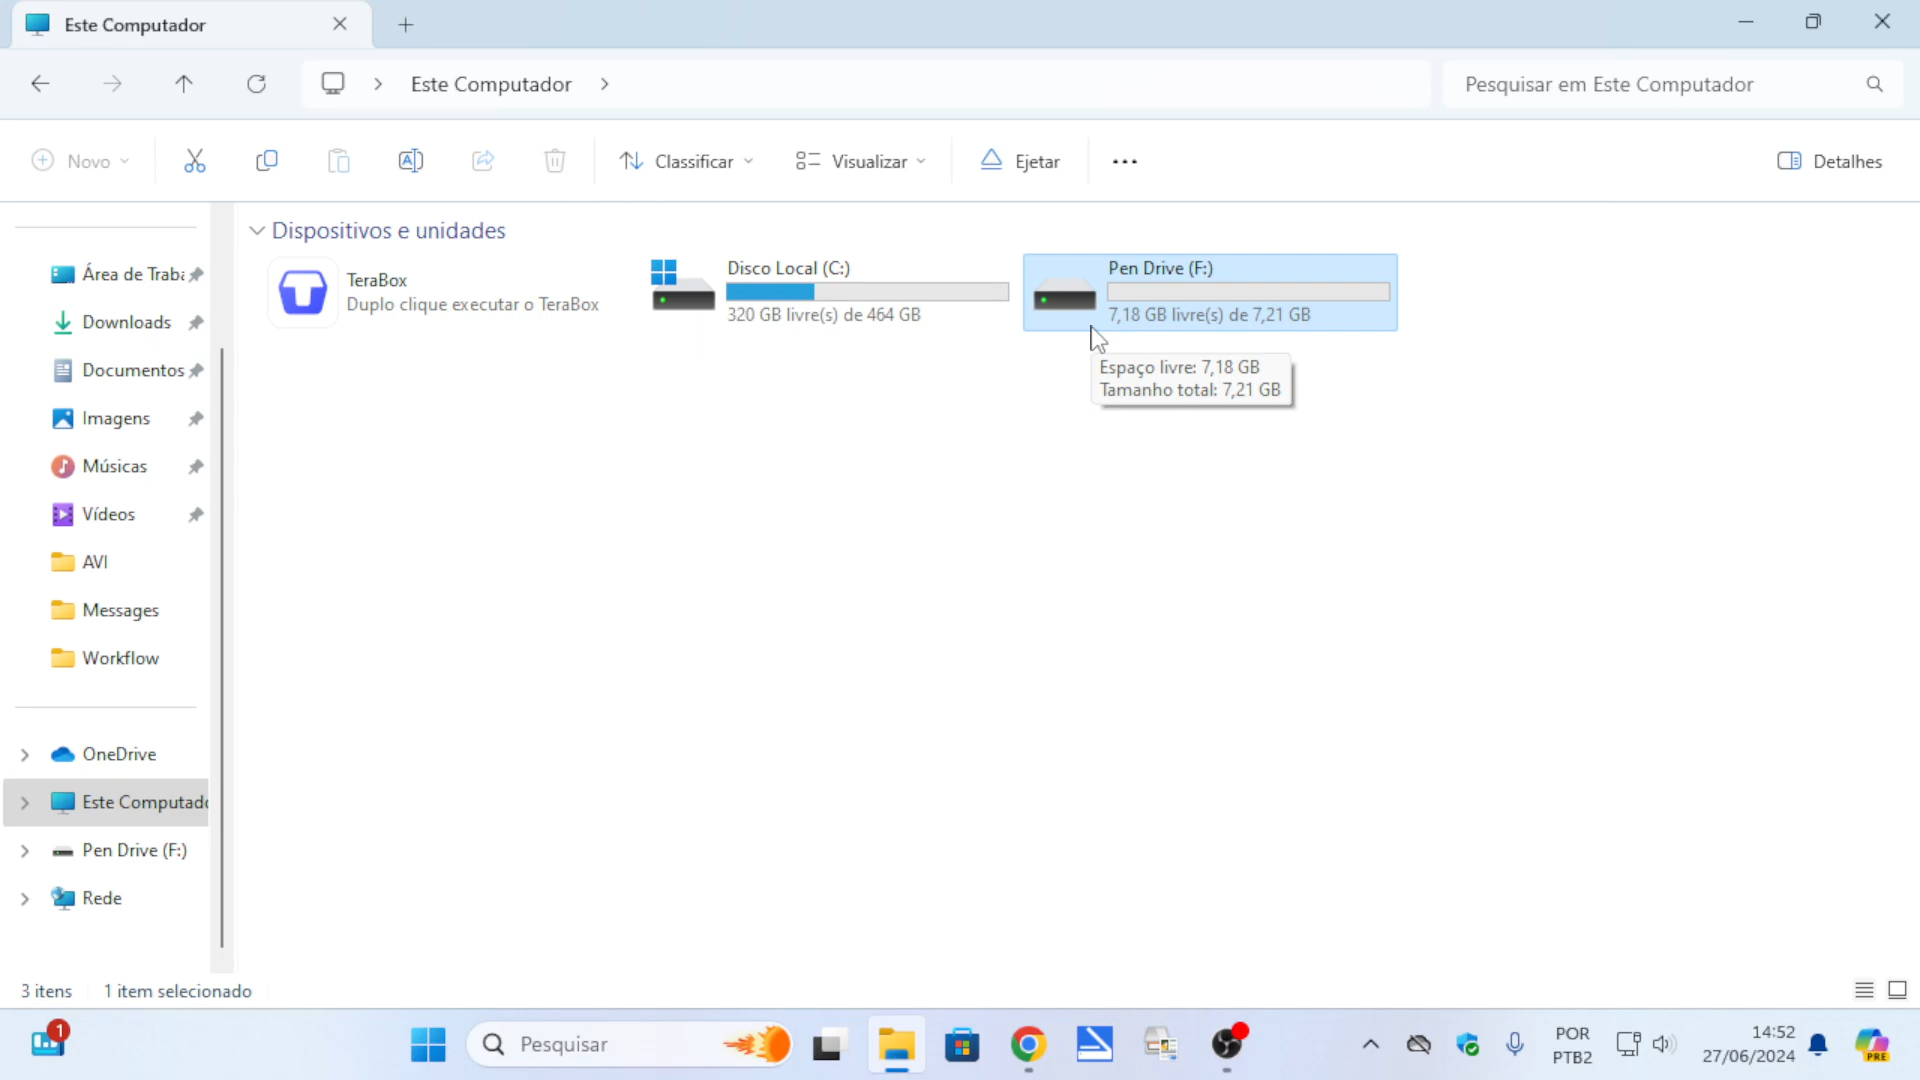 Este Computador
Este Computador
Pesquisar em Este Computador
Novo
Classificar
Visualizar
Ejetar
Detalhes
Dispositivos e unidades
TeraBox
Duplo clique executar o TeraBox
Disco Local (C:)
320 GB livre(s) de 464 GB
Pen Drive (F:)
7,18 GB livre(s) de 7,21 GB
Espaço livre: 7,18 GB
Tamanho total: 7,21 GB
Área de Traba
Downloads
Documentos
Imagens
Músicas
Vídeos
AVI
Messages
Workflow
OneDrive
Este Computado
Pen Drive (F:)
Rede
3 itens
1 item selecionado
1
Pesquisar
POR
PTB2
14:52
27/06/2024
PRE